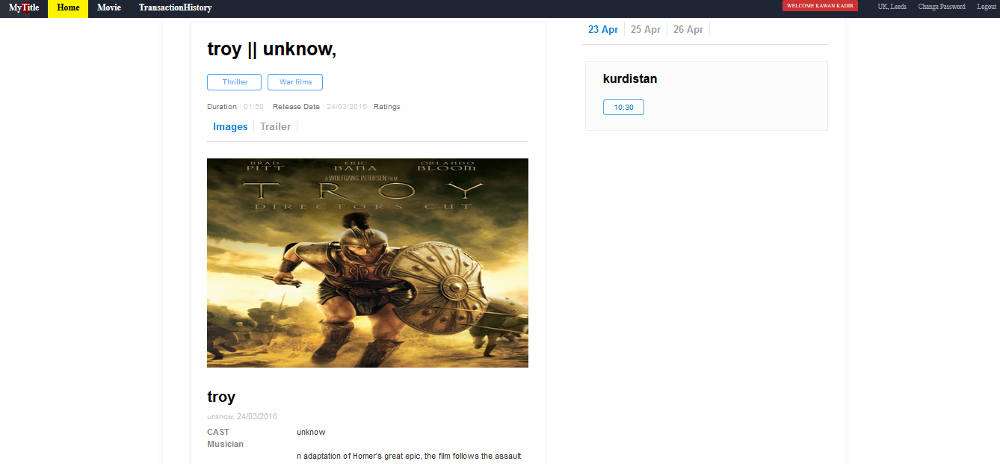 MyTitle Home Movie TransactionHistory WELCOME KAWAN KADIR UK, Leeds Change Password Logout
troy || unknow,
Thriller War films
Duration : 01:50 Release Date : 24/03/2016 Ratings
Images Trailer
BRAD PITT ERIC BANA ORLANDO BLOOM
A WOLFGANG PETERSEN FILM
TROY
DIRECTOR'S CUT
troy
unknow, 24/03/2016
CAST unknow
Musician
n adaptation of Homer's great epic, the film follows the assault
23 Apr 25 Apr 26 Apr
kurdistan
10:30